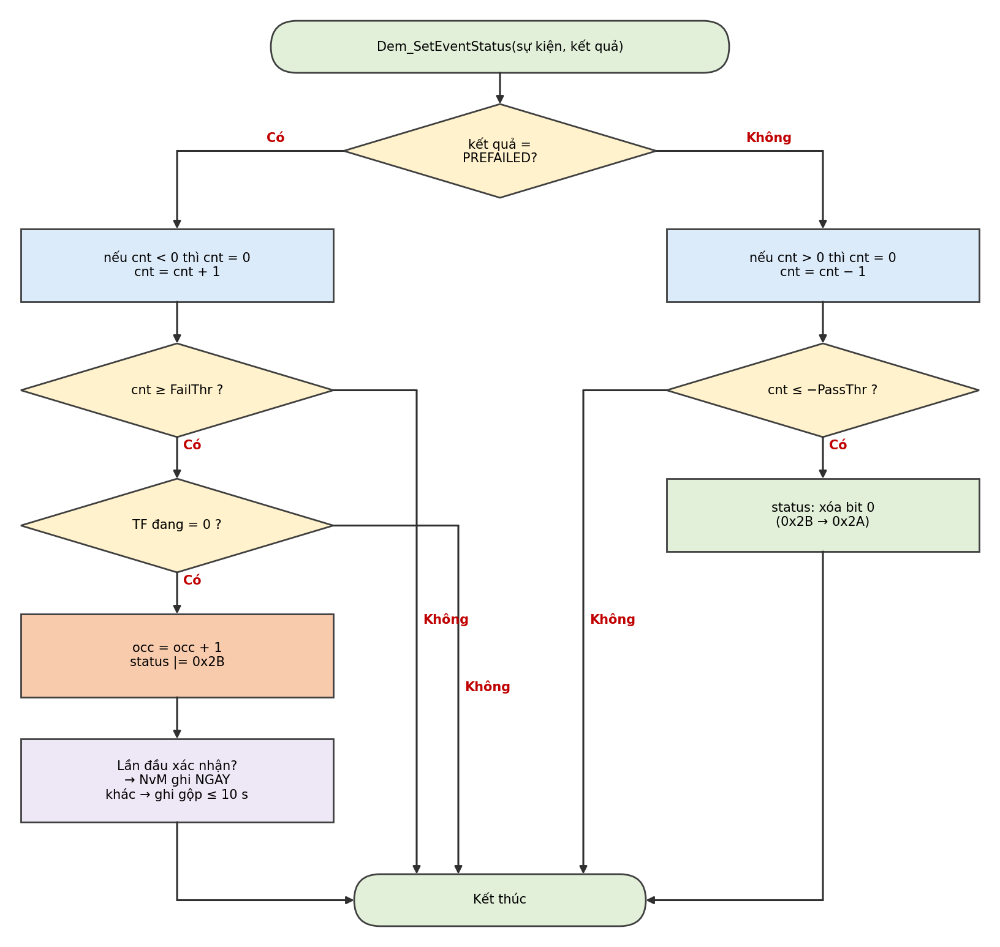 Dem_SetEventStatus(sự kiện, kết quả)
kết quả =
PREFAILED?
Có
Không
nếu cnt < 0 thì cnt = 0
cnt = cnt + 1
nếu cnt > 0 thì cnt = 0
cnt = cnt − 1
cnt ≥ FailThr ?
cnt ≤ −PassThr ?
Có
Có
TF đang = 0 ?
status: xóa bit 0
(0x2B → 0x2A)
Có
Không
Không
occ = occ + 1
status |= 0x2B
Không
Lần đầu xác nhận?
→ NvM ghi NGAY
khác → ghi gộp ≤ 10 s
Kết thúc